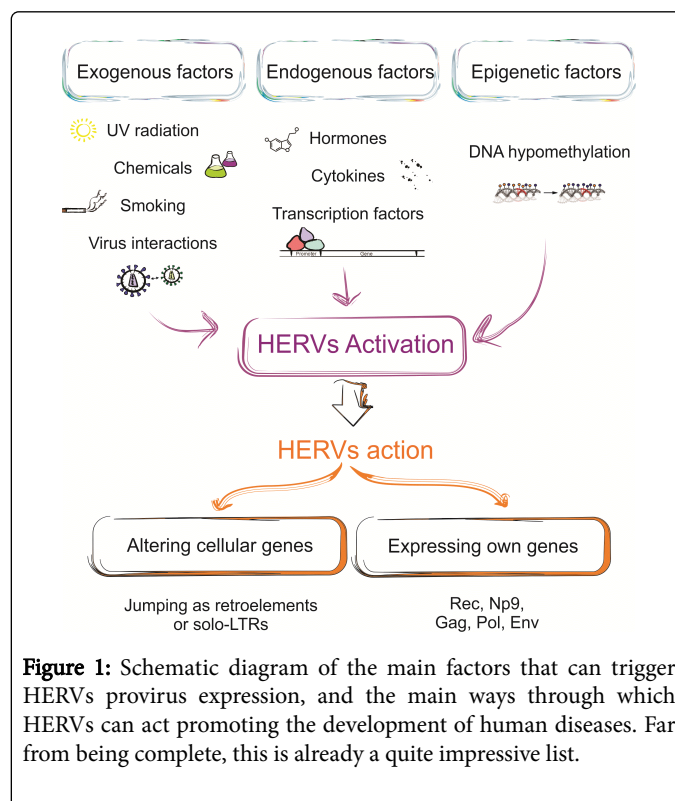 Exogenous factors
Endogenous factors
Epigenetic factors
UV radiation
Chemicals
Smoking
Virus interactions
Hormones
Cytokines
Transcription factors
Promoter
Gene
DNA hypomethylation
HERVs Activation
HERVs action
Altering cellular genes
Expressing own genes
Jumping as retroelements
or solo-LTRs
Rec, Np9,
Gag, Pol, Env
Figure 1: Schematic diagram of the main factors that can trigger
HERVs provirus expression, and the main ways through which
HERVs can act promoting the development of human diseases. Far
from being complete, this is already a quite impressive list.